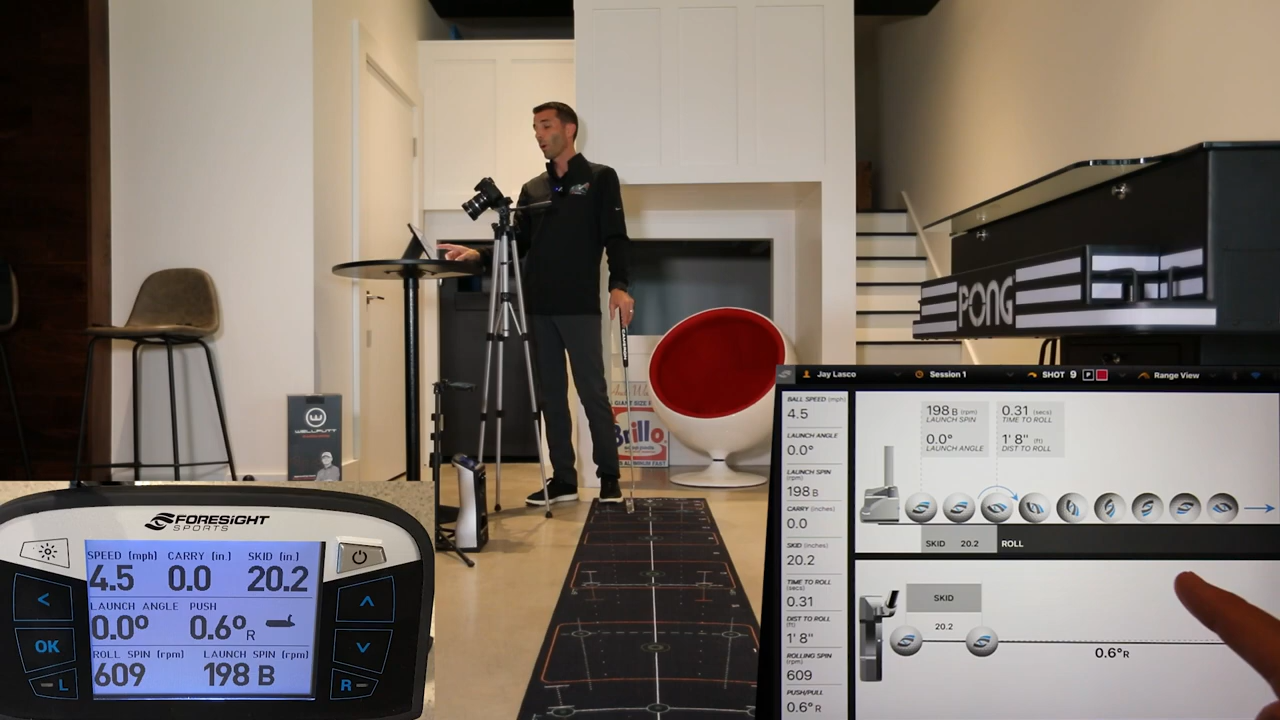 PONG
WELLPUTT
GIANT SIZE
Brillo
Jay Lasco
Session 1
SHOT 9 P
Range View
BALL SPEED (mph)
4.5
LAUNCH ANGLE
0.0°
LAUNCH SPIN (rpm)
198 B
CARRY (inches)
0.0
SKID (inches)
20.2
TIME TO ROLL (secs)
0.31
DIST TO ROLL (ft)
1' 8"
ROLLING SPIN (rpm)
609
PUSH/PULL
0.6° R
198 B (rpm)
LAUNCH SPIN
0.0°
LAUNCH ANGLE
0.31 (secs)
TIME TO ROLL
1' 8" (ft)
DIST TO ROLL
SKID 20.2 ROLL
SKID
20.2
0.6°R
FORESIGHT
SPORTS
SPEED (mph) CARRY (in.) SKID (in.)
4.5 0.0 20.2
LAUNCH ANGLE PUSH
0.0° 0.6° R
ROLL SPIN (rpm) LAUNCH SPIN (rpm)
609 198 B
<
OK
L
R